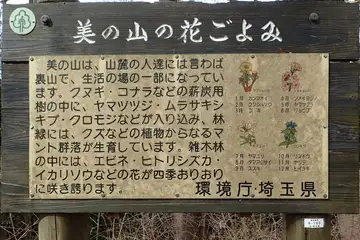 美の山の花ごよみ
美の山は、山麓の人達には言わば
裏山で、生活の場の一部になってい
ます。クヌギ・コナラなどの薪炭用
樹の中に、ヤマツツジ・ムラサキシ
キブ・クロモジなどが入り込み、林
縁には、クズなどの植物からなるマ
ント群落が生育しています。雑木林
の中には、エビネ・ヒトリシズカ・
イカリソウなどの花が四季おりおり
に咲き誇ります。
環境庁・埼玉県